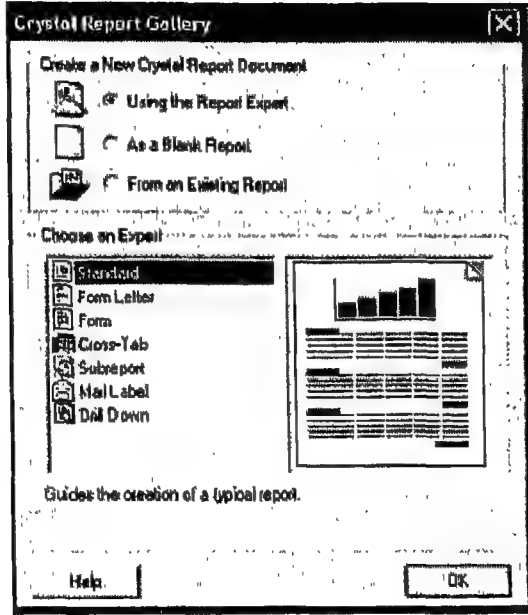 Crystal Report Gallery
Create a New Crystal Report Document
Using the Report Expert
As a Blank Report
From an Existing Report
Choose an Expert
Standard
Form Letter
Form
Cross-Tab
Subreport
Mail Label
Drill Down
Guides the creation of a typical report.
Help
OK